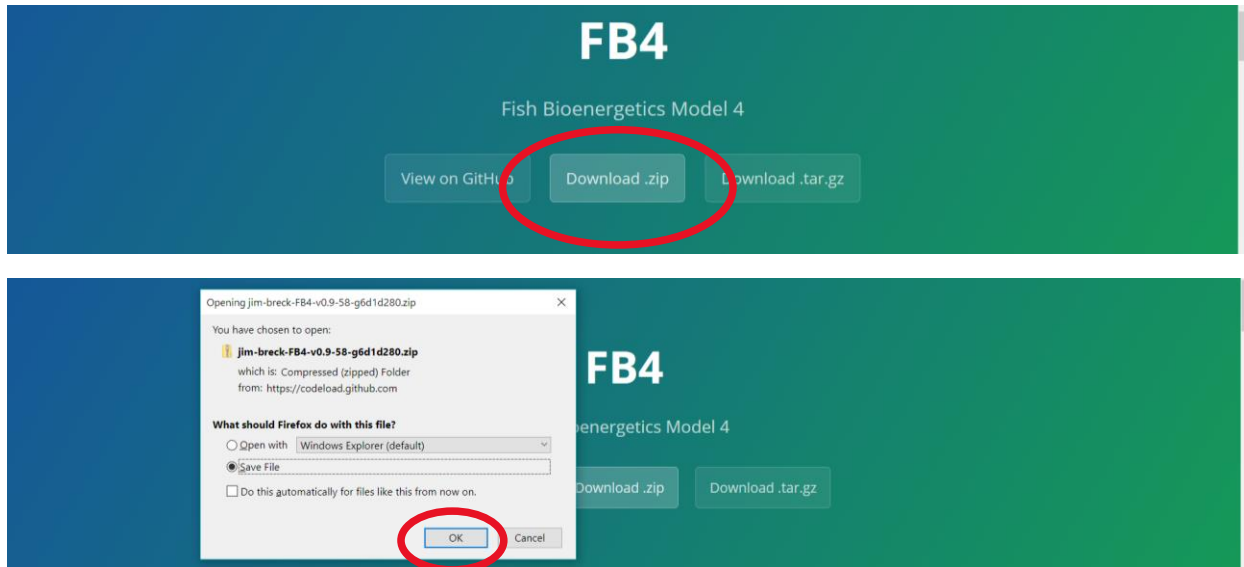 FB4
Fish Bioenergetics Model 4
View on GitHub Download .zip Download .tar.gz
Opening jim-breck-FB4-v0.9-58-g6d1d280.zip
You have chosen to open:
jim-breck-FB4-v0.9-58-g6d1d280.zip
which is: Compressed (zipped) Folder
from: https://codeload.github.com
What should Firefox do with this file?
Open with Windows Explorer (default)
Save File
Do this automatically for files like this from now on.
OK Cancel
FB4
energetics Model 4
Download .zip Download .tar.gz